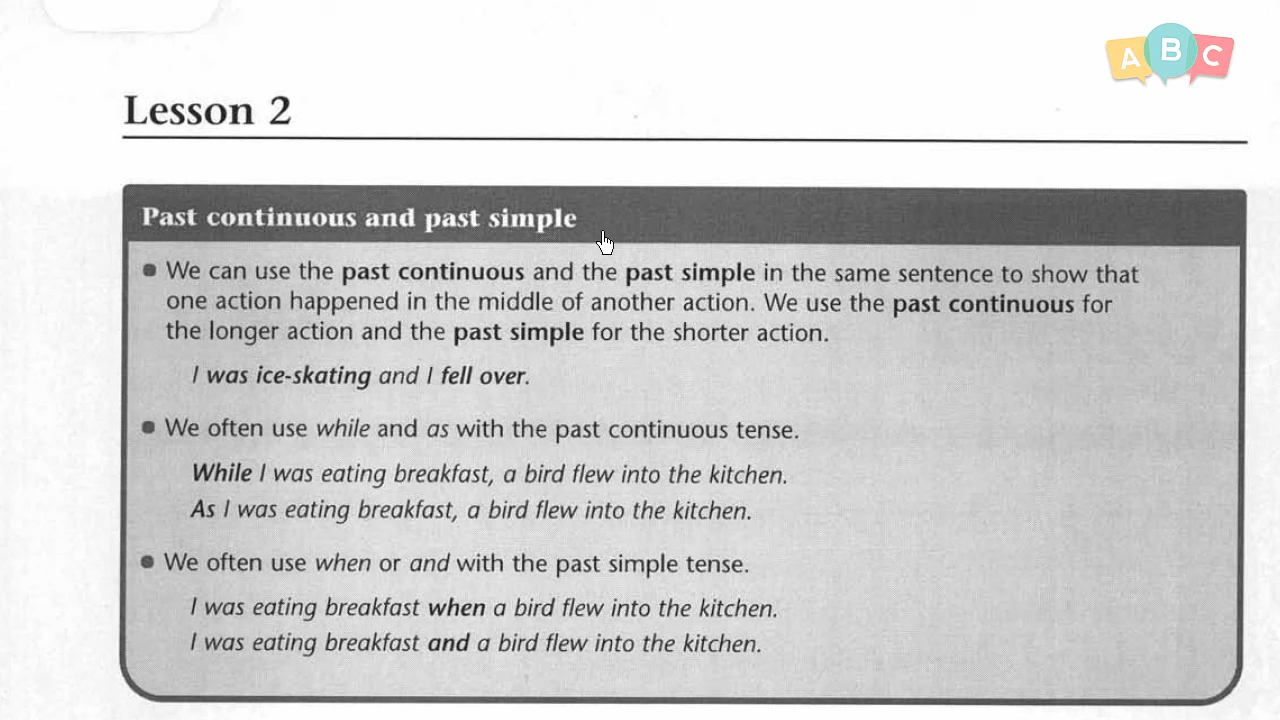 A B C
Lesson 2
Past continuous and past simple
We can use the past continuous and the past simple in the same sentence to show that
one action happened in the middle of another action. We use the past continuous for
the longer action and the past simple for the shorter action.
I was ice-skating and I fell over.
We often use while and as with the past continuous tense.
While I was eating breakfast, a bird flew into the kitchen.
As I was eating breakfast, a bird flew into the kitchen.
We often use when or and with the past simple tense.
I was eating breakfast when a bird flew into the kitchen.
I was eating breakfast and a bird flew into the kitchen.